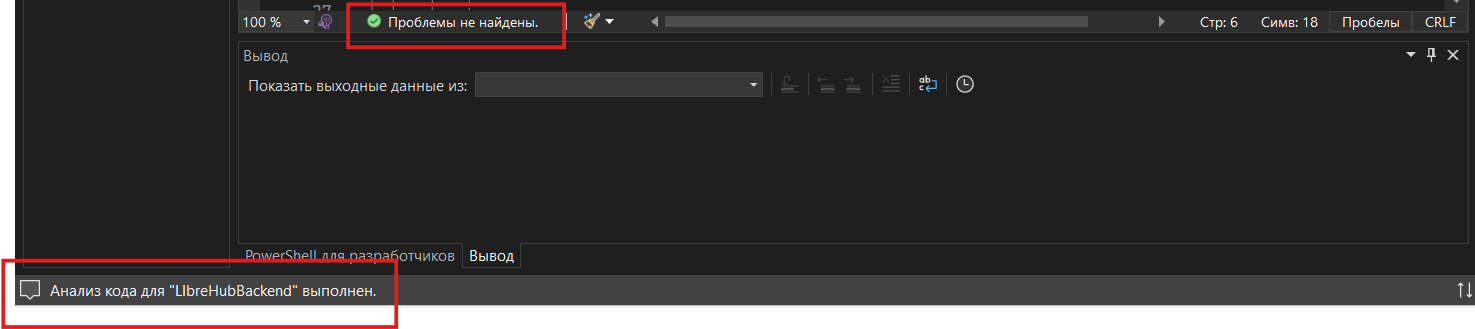 27
100 %
Проблемы не найдены.
Стр: 6
Симв: 18
Пробелы
CRLF
Вывод
Показать выходные данные из:
PowerShell для разработчиков
Вывод
Анализ кода для "LIbreHubBackend" выполнен.